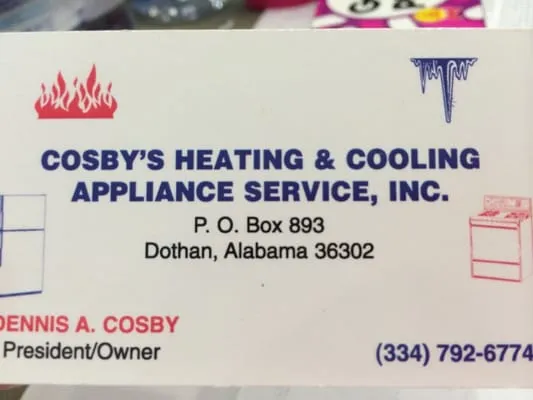 COSBY'S HEATING & COOLING
APPLIANCE SERVICE, INC.
P. O. Box 893
Dothan, Alabama 36302
DENNIS A. COSBY
President/Owner
(334) 792-6774